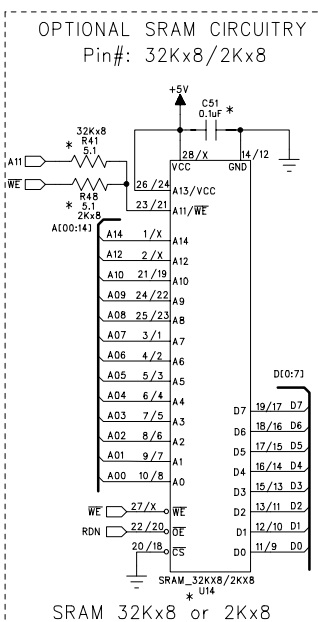 OPTIONAL SRAM CIRCUITRY
Pin#: 32Kx8/2Kx8
+5V
C51
0.1uF *
32Kx8
* R41
5.1
A11
28/X
14/12
VCC
GND
WE
R48
* 5.1
2Kx8
26/24 A13/VCC
23/21 A11/WE
A[00:14]
A14 1/X A14
A12 2/X A12
A10 21/19 A10
A09 24/22 A9
A08 25/23 A8
A07 3/1 A7
A06 4/2 A6
A05 5/3 A5
A04 6/4 A4
A03 7/5 A3
A02 8/6 A2
A01 9/7 A1
A00 10/8 A0
D[0:7]
D7 19/17 D7
D6 18/16 D6
D5 17/15 D5
D4 16/14 D4
D3 15/13 D3
D2 13/11 D2
D1 12/10 D1
D0 11/9 D0
WE 27/X WE
RDN 22/20 OE
20/18 CS
SRAM_32KX8/2KX8
* U14
SRAM 32Kx8 or 2Kx8